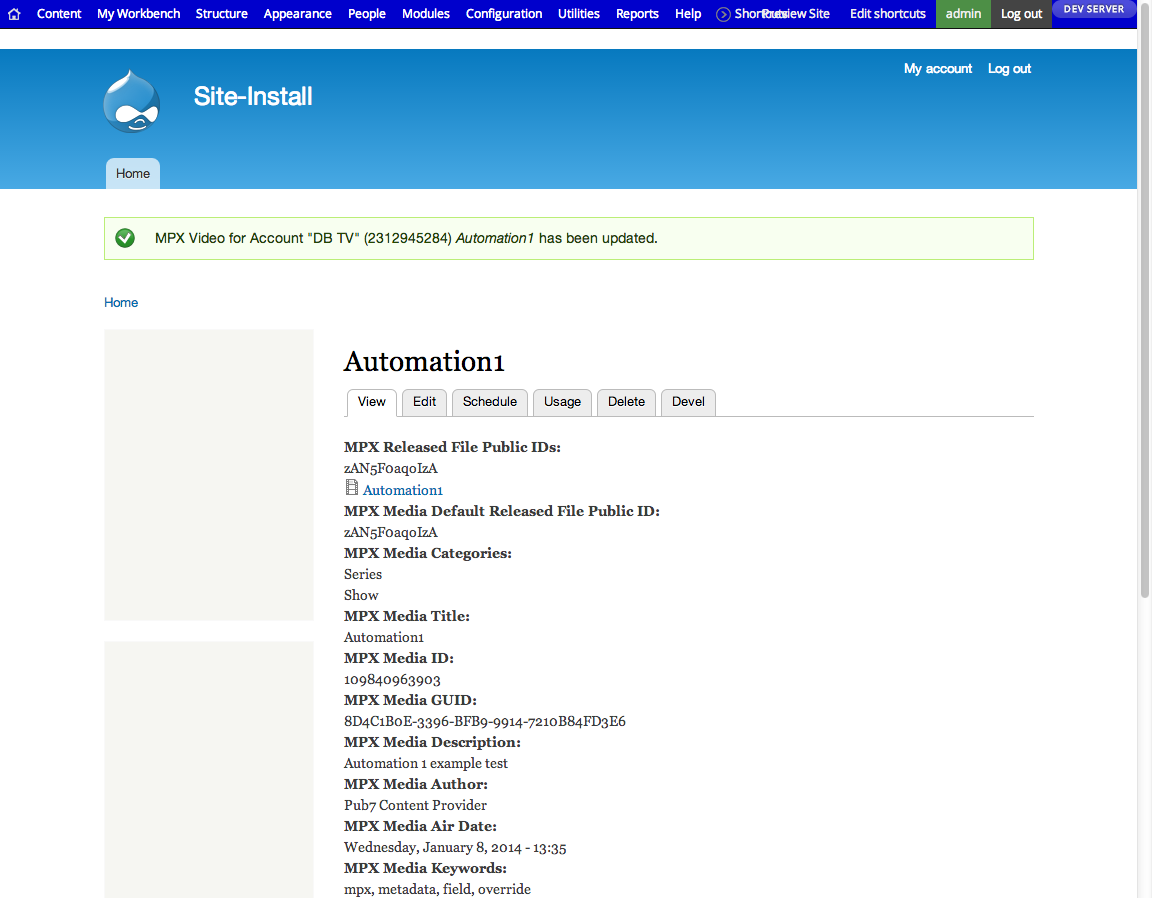 Content My Workbench Structure Appearance People Modules Configuration Utilities Reports Help Shortcuts Preview Site Edit shortcuts admin Log out DEV SERVER
My account Log out
Site-Install
Home
MPX Video for Account "DB TV" (2312945284) Automation1 has been updated.
Home
Automation1
View Edit Schedule Usage Delete Devel
MPX Released File Public IDs:
zAN5F0aqoIzA
Automation1
MPX Media Default Released File Public ID:
zAN5F0aqoIzA
MPX Media Categories:
Series
Show
MPX Media Title:
Automation1
MPX Media ID:
109840963903
MPX Media GUID:
8D4C1B0E-3396-BFB9-9914-7210B84FD3E6
MPX Media Description:
Automation 1 example test
MPX Media Author:
Pub7 Content Provider
MPX Media Air Date:
Wednesday, January 8, 2014 - 13:35
MPX Media Keywords:
mpx, metadata, field, override